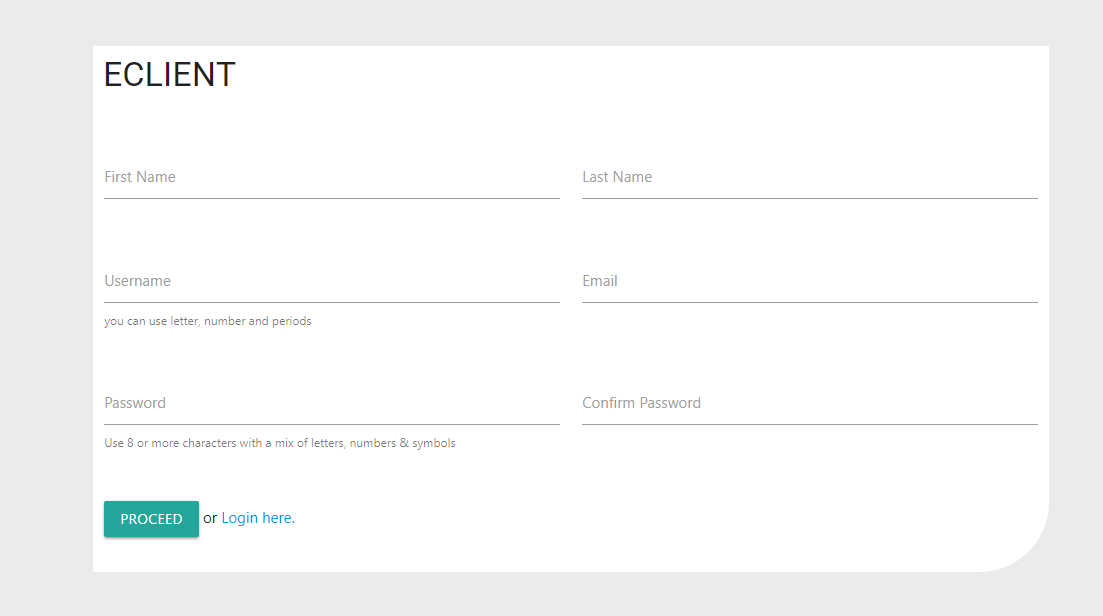 ECLIENT
First Name
Last Name
Username
Email
you can use letter, number and periods
Password
Confirm Password
Use 8 or more characters with a mix of letters, numbers & symbols
PROCEED or Login here.